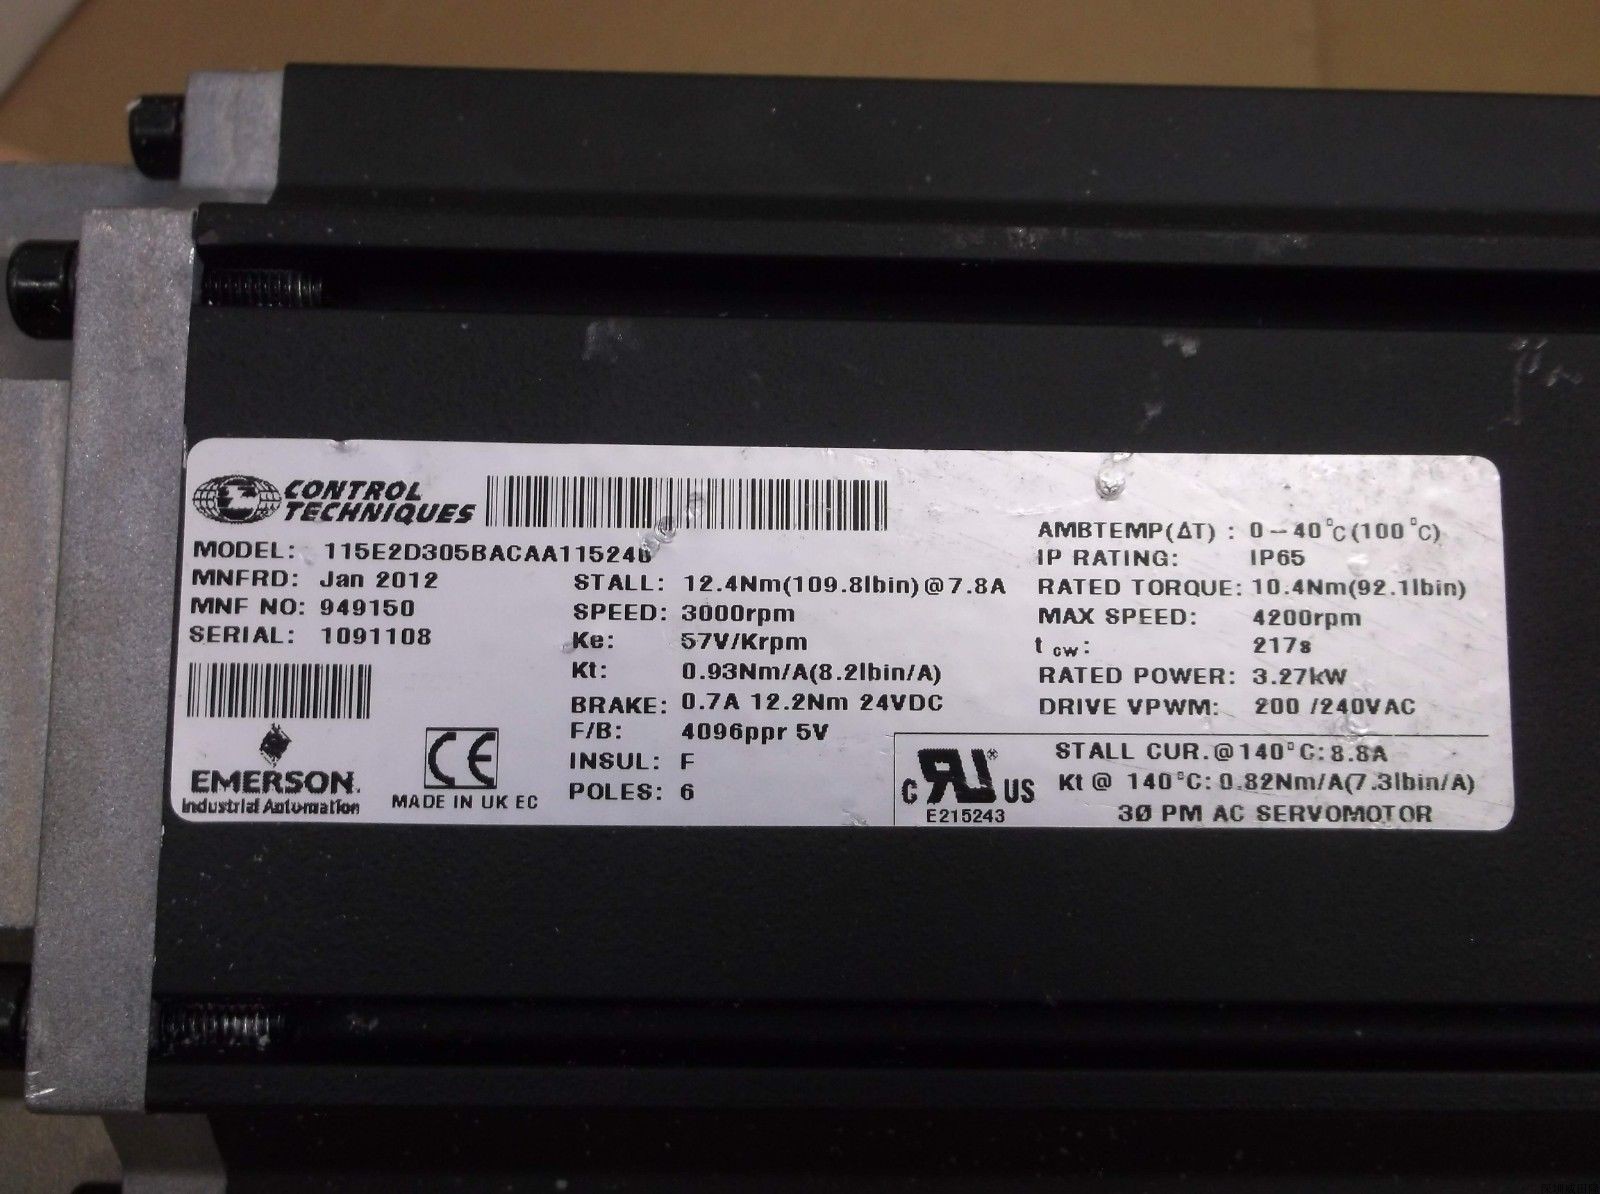 CONTROL
TECHNIQUES
MODEL: 115E2D305BACAA115240
MNFRD: Jan 2012
MNF NO: 949150
SERIAL: 1091108
EMERSON.
Industrial Automation
CE
MADE IN UK EC
STALL: 12.4Nm(109.8lbin)@7.8A
SPEED: 3000rpm
Ke: 57V/Krpm
Kt: 0.93Nm/A(8.2lbin/A)
BRAKE: 0.7A 12.2Nm 24VDC
F/B: 4096ppr 5V
INSUL: F
POLES: 6
AMBTEMP(ΔT) : 0-40°C(100°C)
IP RATING: IP65
RATED TORQUE: 10.4Nm(92.1lbin)
MAX SPEED: 4200rpm
t cw: 217s
RATED POWER: 3.27kW
DRIVE VPWM: 200 /240VAC
c RU ® US
E215243
STALL CUR.@140°C:8.8A
Kt @ 140°C: 0.82Nm/A(7.3lbin/A)
3Ø PM AC SERVOMOTOR